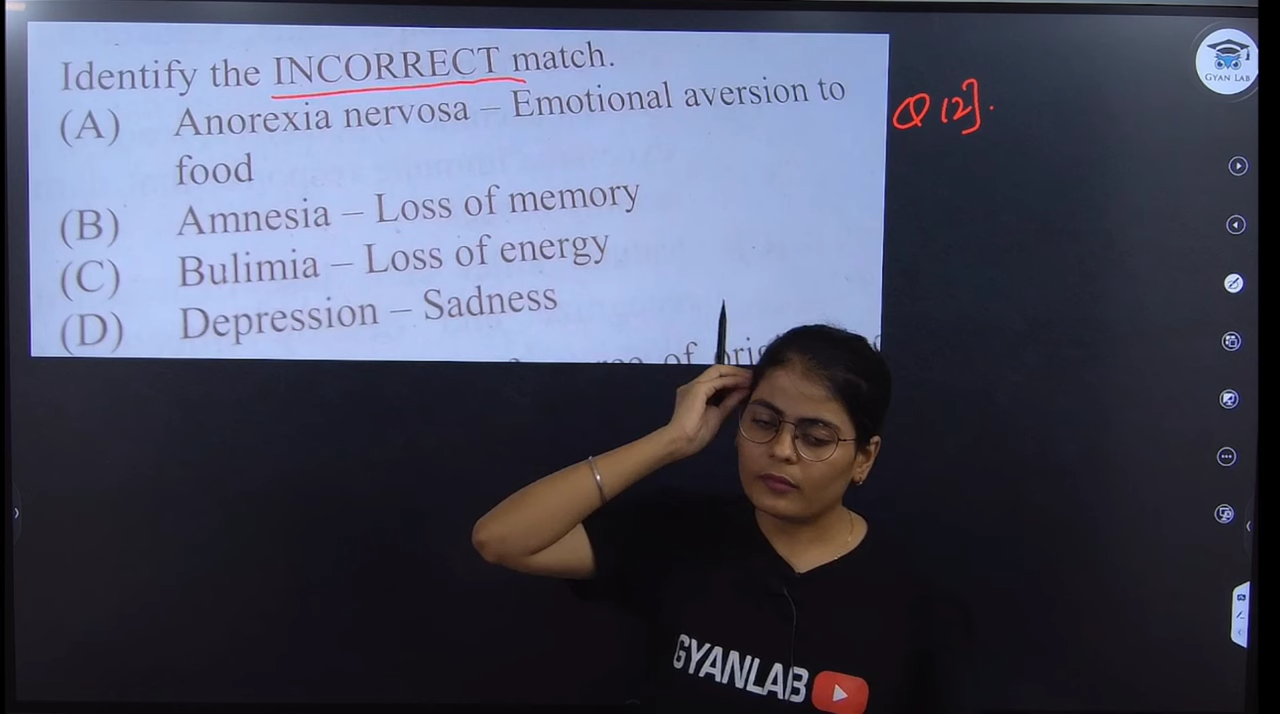 Identify the INCORRECT match.
(A) Anorexia nervosa – Emotional aversion to
food
(B) Amnesia – Loss of memory
(C) Bulimia – Loss of energy
(D) Depression – Sadness
of
Q 12].
GYAN LAB
GYANLAB